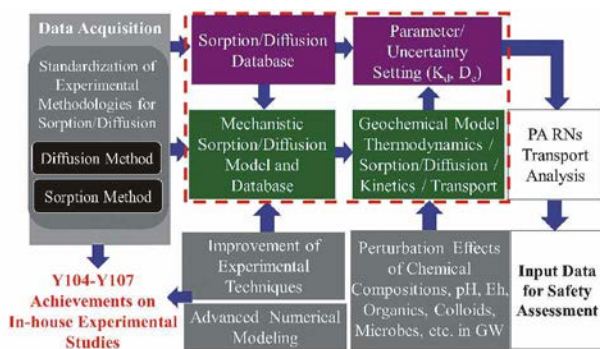 Data Acquisition
Standardization of
Experimental
Methodologies for
Sorption/Diffusion
Diffusion Method
Sorption Method
Sorption/Diffusion
Database
Parameter/
Uncertainty
Setting (Kd, De)
Mechanistic
Sorption/Diffusion
Model and
Database
Geochemical Model
Thermodynamics /
Sorption/Diffusion /
Kinetics / Transport
PA RNs
Transport
Analysis
Y104-Y107
Achievements on
In-house Experimental
Studies
Improvement of
Experimental
Techniques
Advanced Numerical
Modeling
Perturbation Effects
of Chemical
Compositions, pH, Eh,
Organics, Colloids,
Microbes, etc. in GW
Input Data
for Safety
Assessment